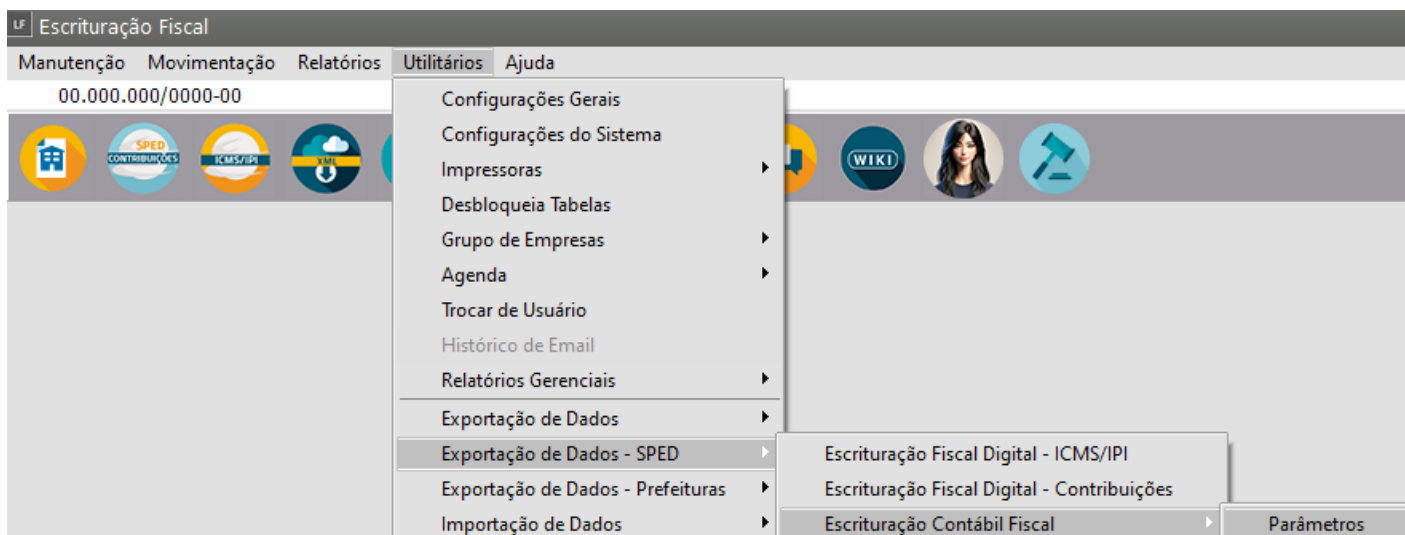 LF Escrituração Fiscal
Manutenção Movimentação Relatórios Utilitários Ajuda
00.000.000/0000-00
Configurações Gerais
Configurações do Sistema
Impressoras
Desbloqueia Tabelas
Grupo de Empresas
Agenda
Trocar de Usuário
Histórico de Email
Relatórios Gerenciais
Exportação de Dados
Exportação de Dados - SPED
Exportação de Dados - Prefeituras
Importação de Dados
Escrituração Fiscal Digital - ICMS/IPI
Escrituração Fiscal Digital - Contribuições
Escrituração Contábil Fiscal
Parâmetros
SPED
CONTRIBUIÇÕES
ICMS/IPI
XML
WIKI